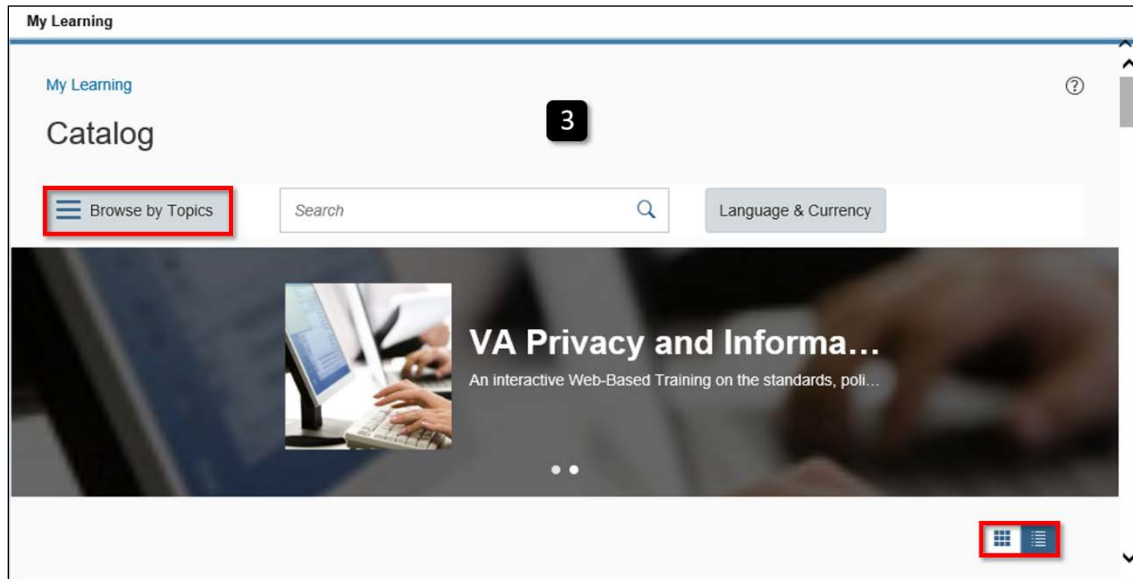 My Learning
My Learning
Catalog
3
Browse by Topics
Search
Language & Currency
VA Privacy and Informa...
An interactive Web-Based Training on the standards, poli...